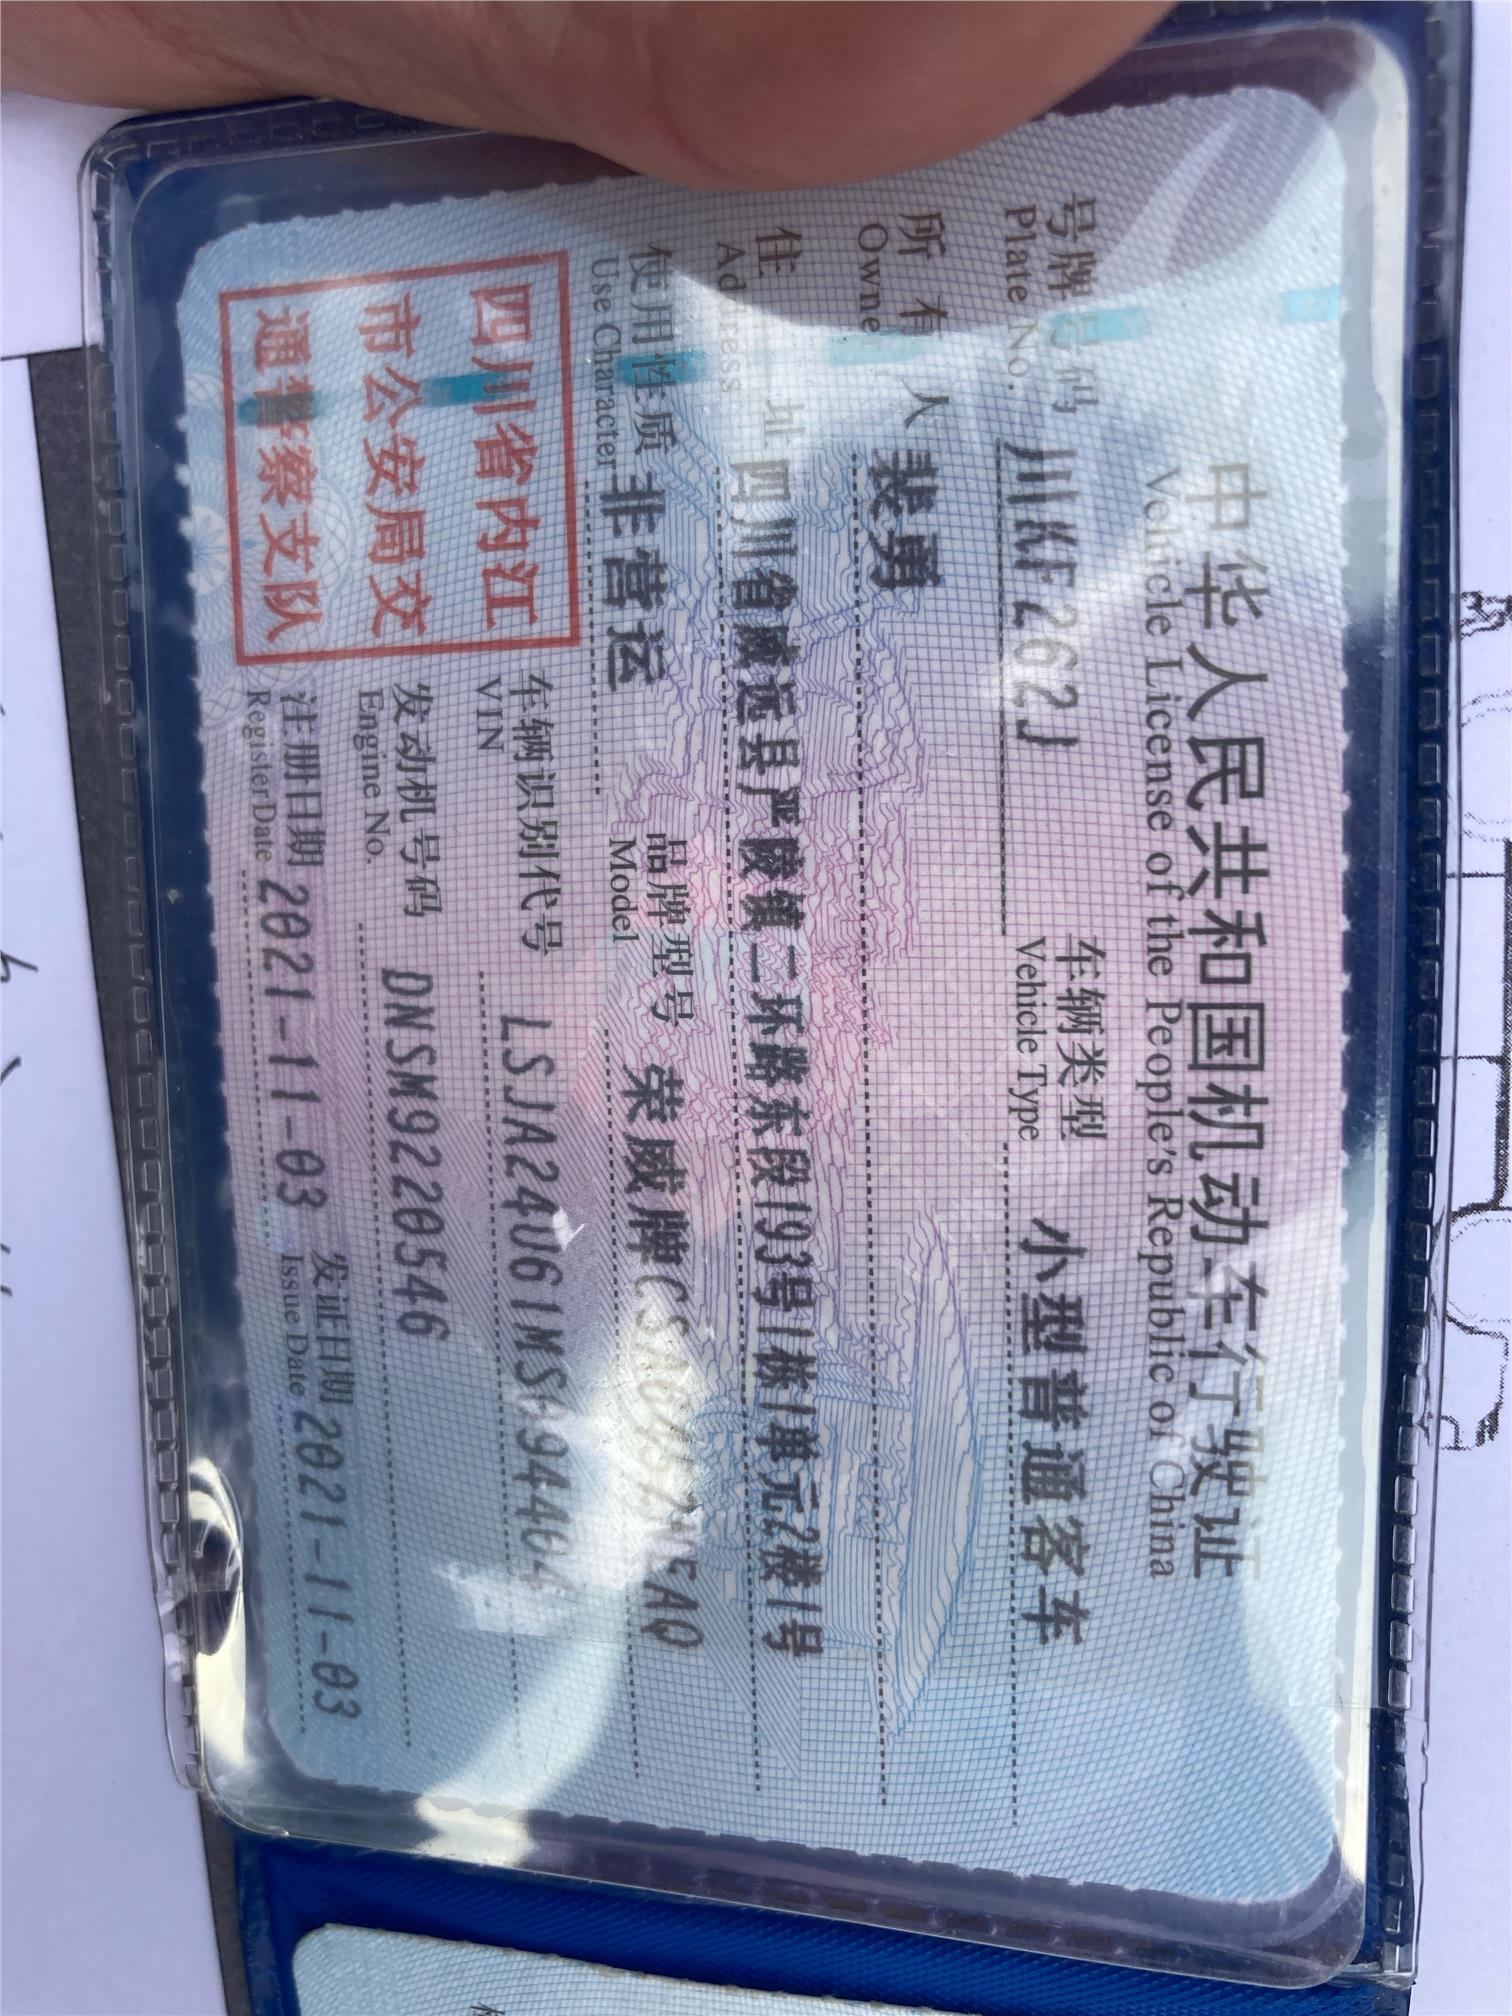 中华人民共和国机动车行驶证
Vehicle License of the People's Republic of China
号牌号码 川KF262J 车辆类型 小型普通客车
Plate No. Vehicle Type
所有人 裴勇
Owner
住址 四川省威远县严陵镇二环路东段193号1栋1单元2楼1号
Address
使用性质 非营运 品牌型号 荣威牌
Use Character Model
四川省内江
市公安局交
通警察支队
车辆识别代号 LSJA24U61MS094464
VIN
发动机号码 DNSM9220546
Engine No.
注册日期 2021-11-03 发证日期 2021-11-03
Register Date Issue Date